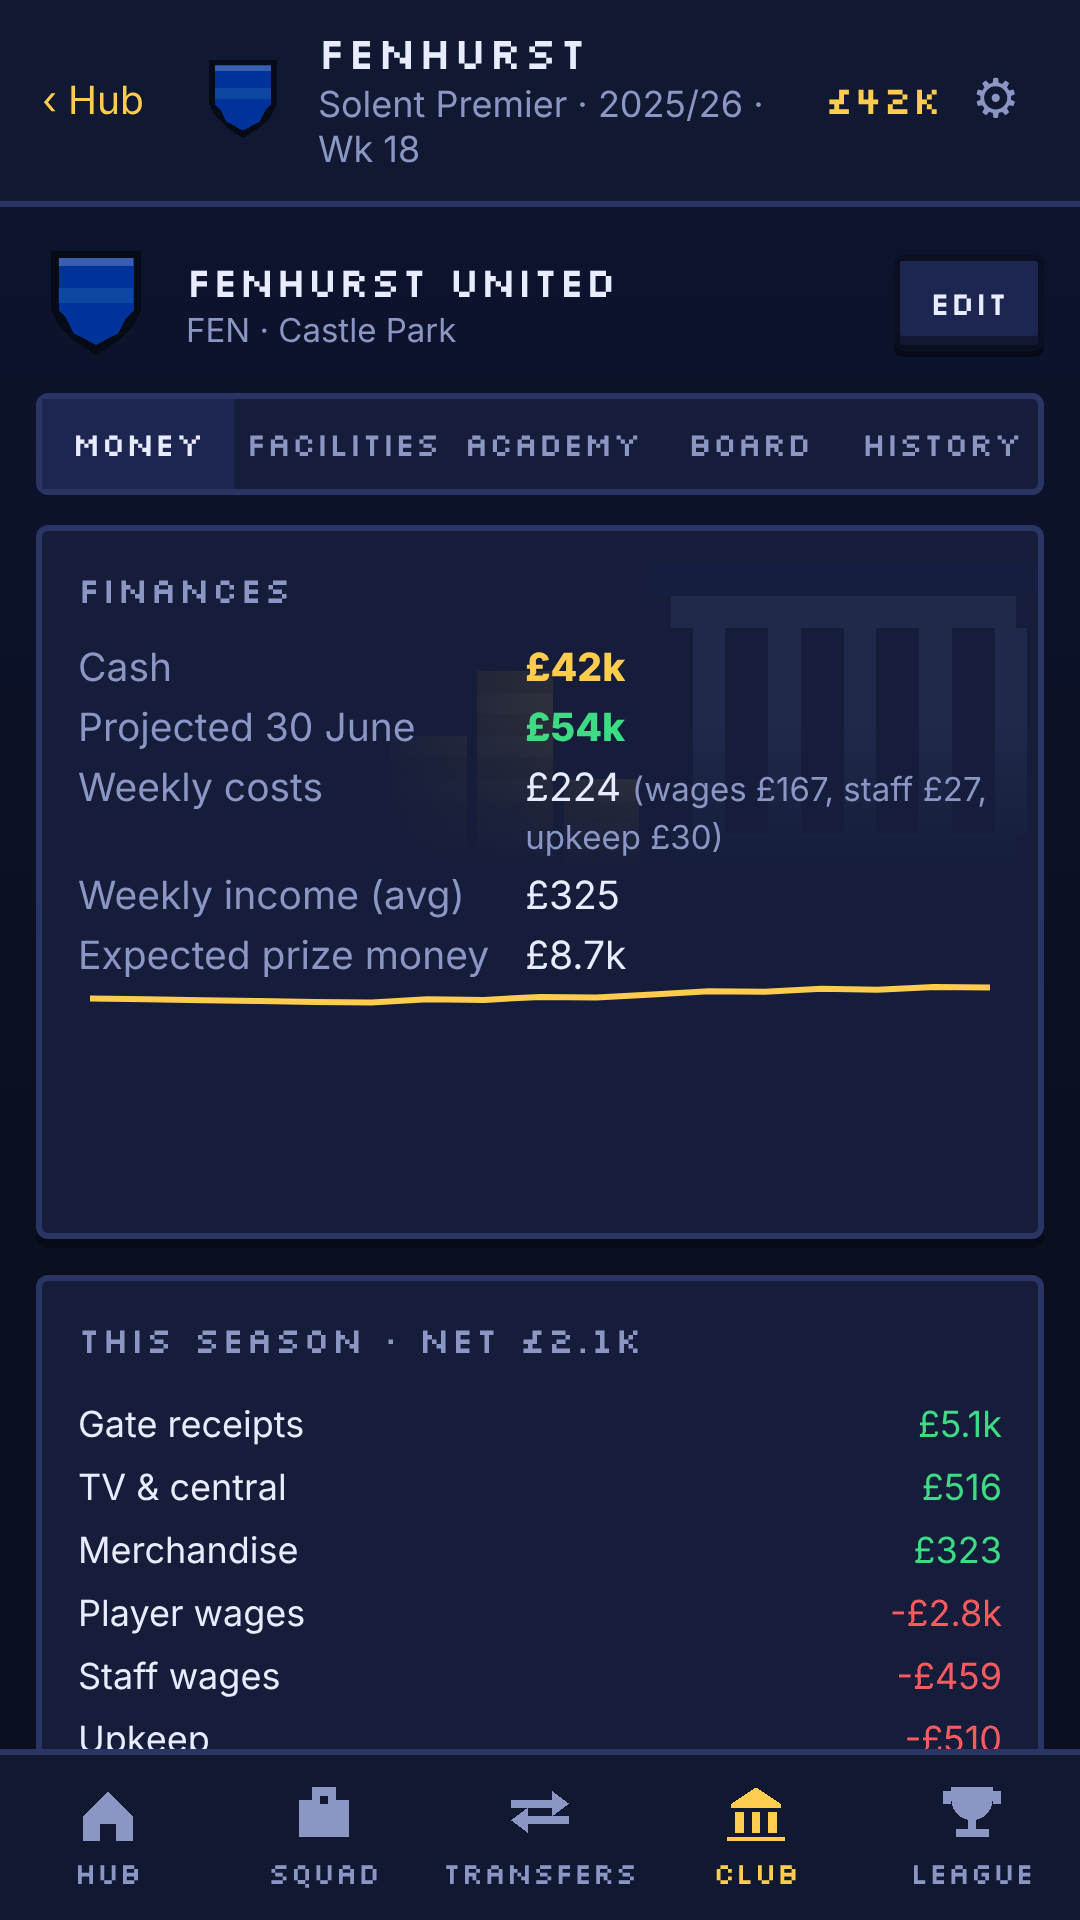 FENHURST
‹ Hub
Solent Premier · 2025/26 ·
Wk 18
£42K
FENHURST UNITED
FEN · Castle Park
EDIT
MONEY FACILITIES ACADEMY BOARD HISTORY
FINANCES
Cash £42k
Projected 30 June £54k
Weekly costs £224 (wages £167, staff £27,
upkeep £30)
Weekly income (avg) £325
Expected prize money £8.7k
THIS SEASON · NET £2.1K
Gate receipts £5.1k
TV & central £516
Merchandise £323
Player wages -£2.8k
Staff wages -£459
Upkeep -£510
HUB SQUAD TRANSFERS CLUB LEAGUE